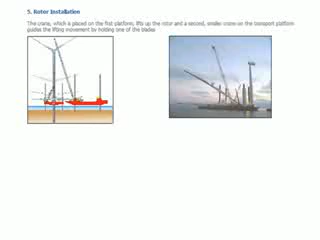 5. Rotor Installation
The crane, which is placed on the first platform, lifts up the rotor and a second, smaller crane on the transport platform
guides the lifting movement by holding one of the blades